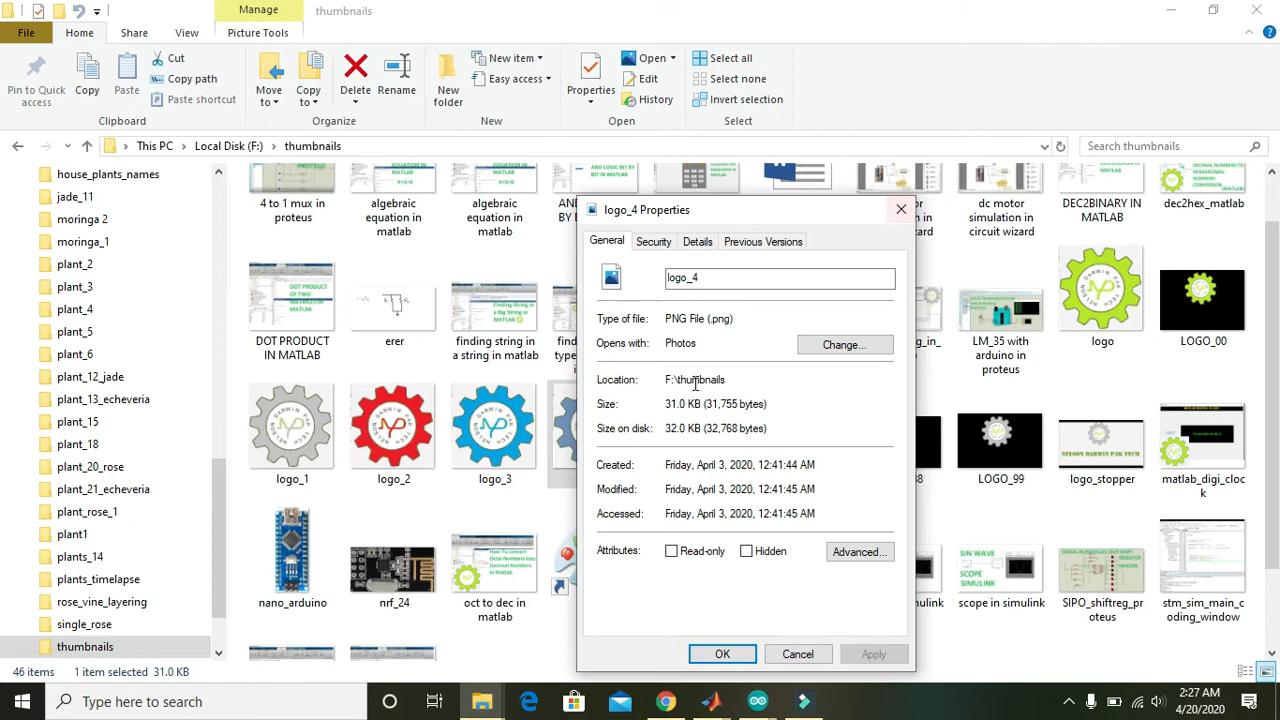 Manage
thumbnails
File
Home
Share
View
Picture Tools
Pin to Quick access
Copy
Paste
Cut
Copy path
Paste shortcut
Clipboard
Move to
Copy to
Delete
Rename
Organize
New folder
New item
Easy access
New
Properties
Open
Edit
History
Open
Select all
Select none
Invert selection
Select
This PC > Local Disk (F:) > thumbnails
Search thumbnails
house_plants_names
jade_11
moringa 2
moringa_1
plant_2
plant_3
plant_4
plant_5
plant_6
plant_12_jade
plant_13_echeveria
plant_15
plant_18
plant_20_rose
plant_21_echeveria
plant_rose_1
plant1
plants_14
plants_timelapse
rose_vine_layering
single_rose
thumbnails
4 to 1 mux in proteus
algebraic equation in matlab
algebraic equation in matlab
dc motor simulation in circuit wizard
DEC2BINARY IN MATLAB
dec2hex_matlab
DOT PRODUCT IN MATLAB
erer
finding string in a string in matlab
LM_35 with arduino in proteus
logo
LOGO_00
logo_1
logo_2
logo_3
LOGO_99
logo_stopper
matlab_digi_clock
nano_arduino
nrf_24
oct to dec in matlab
scope in simulink
SIPO_shiftreg_proteus
stm_sim_main_coding_window
logo_4 Properties
General
Security
Details
Previous Versions
logo_4
Type of file: PNG File (.png)
Opens with: Photos
Change...
Location: F:\thumbnails
Size: 31.0 KB (31,755 bytes)
Size on disk: 32.0 KB (32,768 bytes)
Created: Friday, April 3, 2020, 12:41:44 AM
Modified: Friday, April 3, 2020, 12:41:45 AM
Accessed: Friday, April 3, 2020, 12:41:45 AM
Attributes:
Read-only
Hidden
Advanced...
OK
Cancel
Apply
46 items
1 item selected 31.0 KB
Type here to search
2:27 AM
4/20/2020